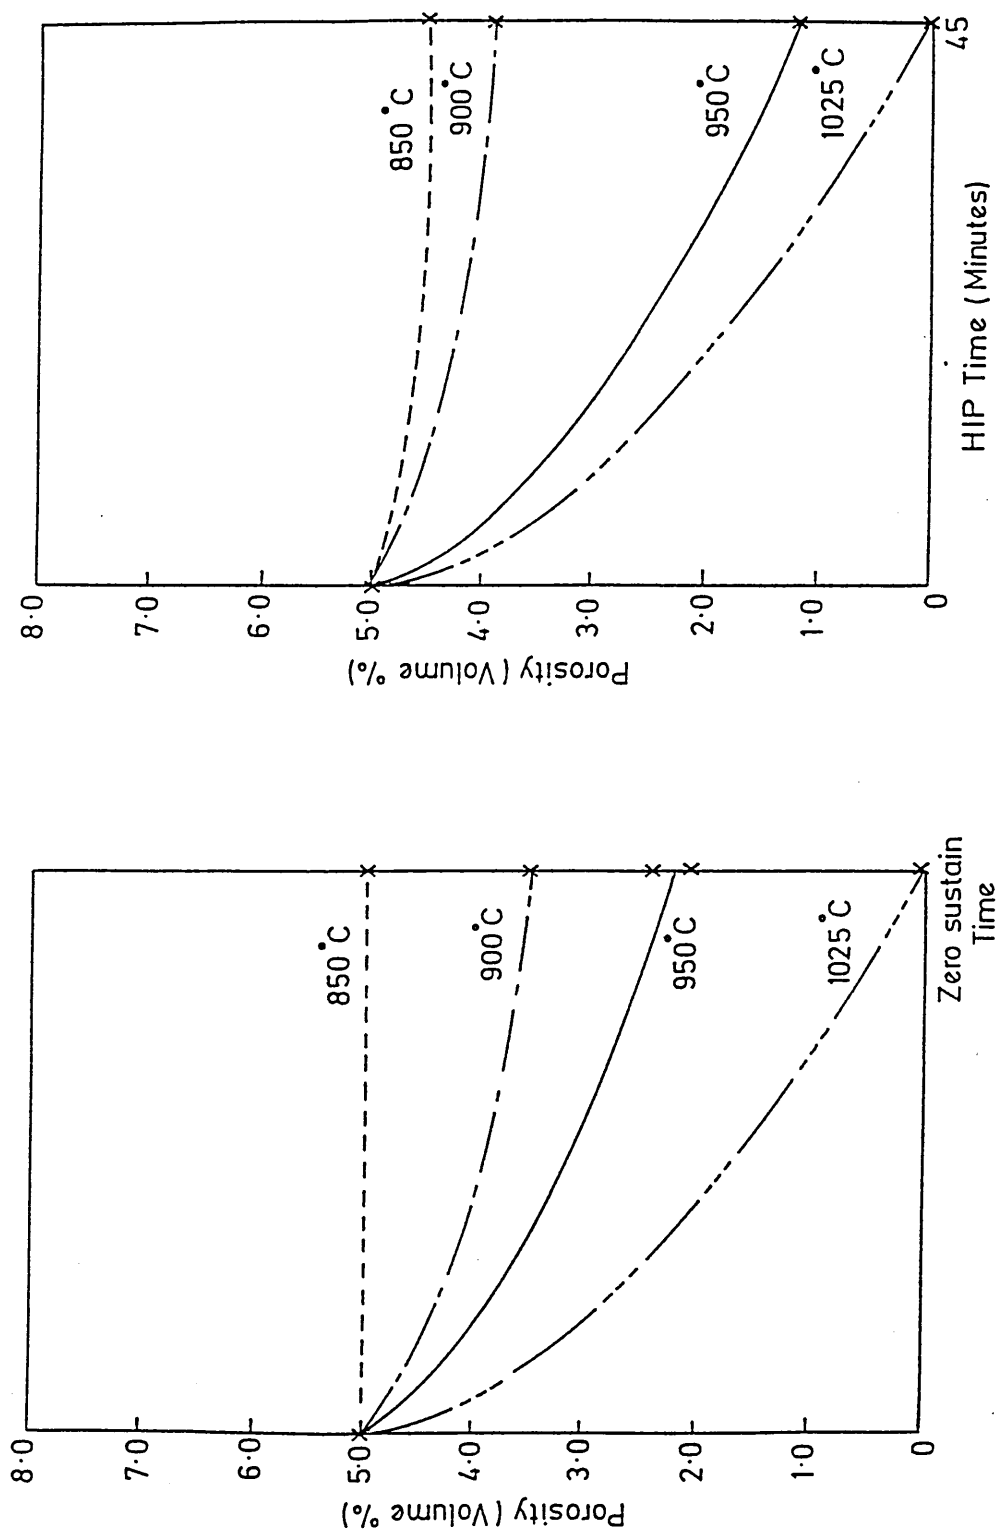 Porosity (Volume %)
8·0
7·0
6·0
5·0
4·0
3·0
2·0
1·0
0
850°C
900°C
950°C
1025°C
Zero sustain
Time
Porosity (Volume %)
8·0
7·0
6·0
5·0
4·0
3·0
2·0
1·0
0
850°C
900°C
950°C
1025°C
45
HIP Time (Minutes)